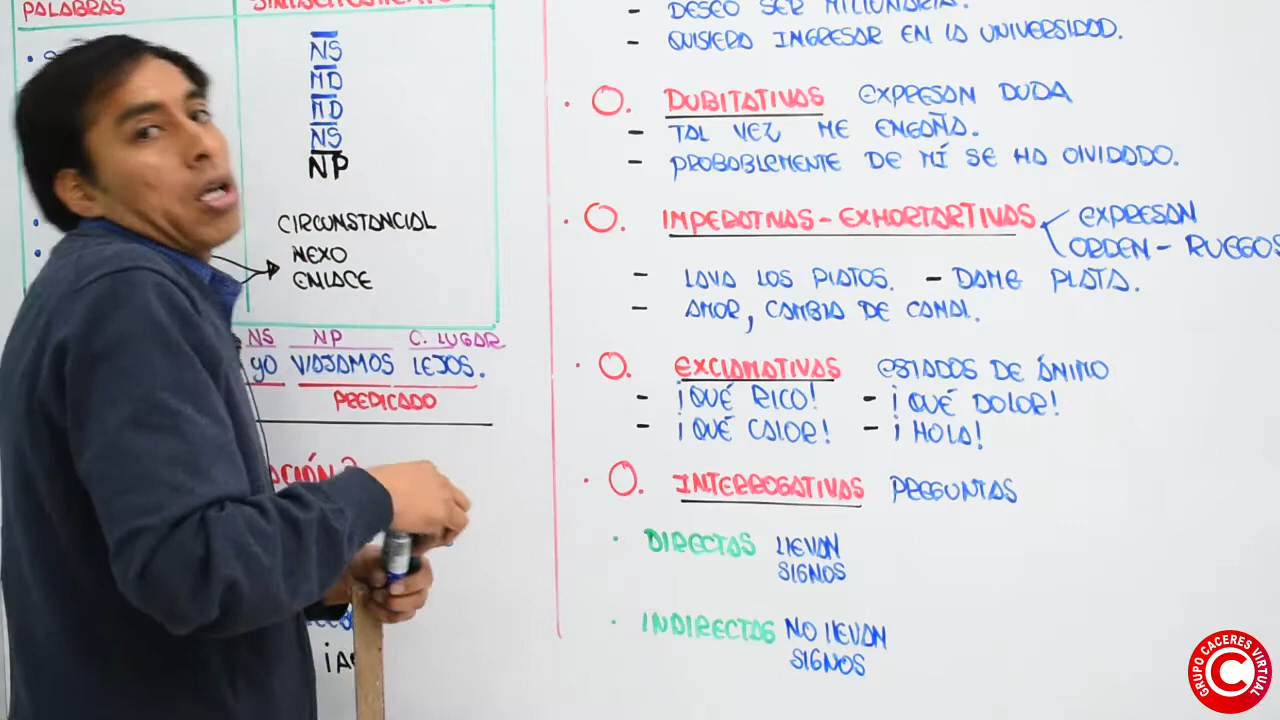 PALABRAS
NS
MD
MD
NS
NP
CIRCUNSTANCIAL
NEXO
ENLACE
NS NP C. LUGAR
yo VIAJAMOS LEJOS.
PREDICADO
- DESEO SER MILLONARIA.
- QUISIERA INGRESAR EN LA UNIVERSIDAD.
· O. DUBITATIVAS EXPRESAN DUDA
- TAL VEZ ME ENGAÑA.
- PROBABLEMENTE DE MÍ SE HA OLVIDADO.
· O. IMPERATIVAS - EXHORTARTIVAS EXPRESAN
ORDEN - RUEGOS
- LAVA LOS PLATOS. - DAME PLATA.
- AMOR, CAMBIA DE CANAL.
· O. EXCLAMATIVAS ESTADOS DE ÁNIMO
- ¡QUÉ RICO! - ¡QUÉ DOLOR!
- ¡QUÉ CALOR! - ¡HOLA!
· O. INTERROGATIVAS PREGUNTAS
· DIRECTAS LLEVAN
SIGNOS
· INDIRECTAS NO LLEVAN
SIGNOS
GRUPO CACERES VIRTUAL
C